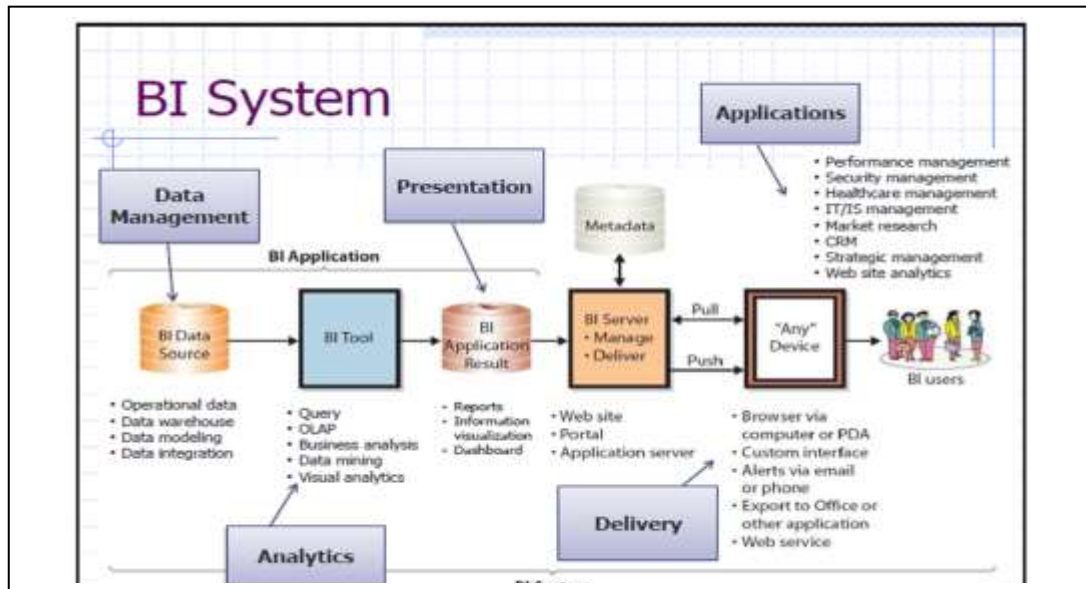 BI System
Applications
• Performance management
• Security management
• Healthcare management
• IT/IS management
• Market research
• CRM
• Strategic management
• Web site analytics
Data
Management
Presentation
Metadata
BI Application
BI Data
Source
BI Tool
BI
Application
Result
BI Server
• Manage
• Deliver
Pull
Push
"Any"
Device
BI users
• Operational data
• Data warehouse
• Data modeling
• Data integration
• Query
• OLAP
• Business analysis
• Data mining
• Visual analytics
• Reports
• Information
visualization
• Dashboard
• Web site
• Portal
• Application server
• Browser via
computer or PDA
• Custom interface
• Alerts via email
or phone
• Export to Office or
other application
• Web service
Analytics
Delivery